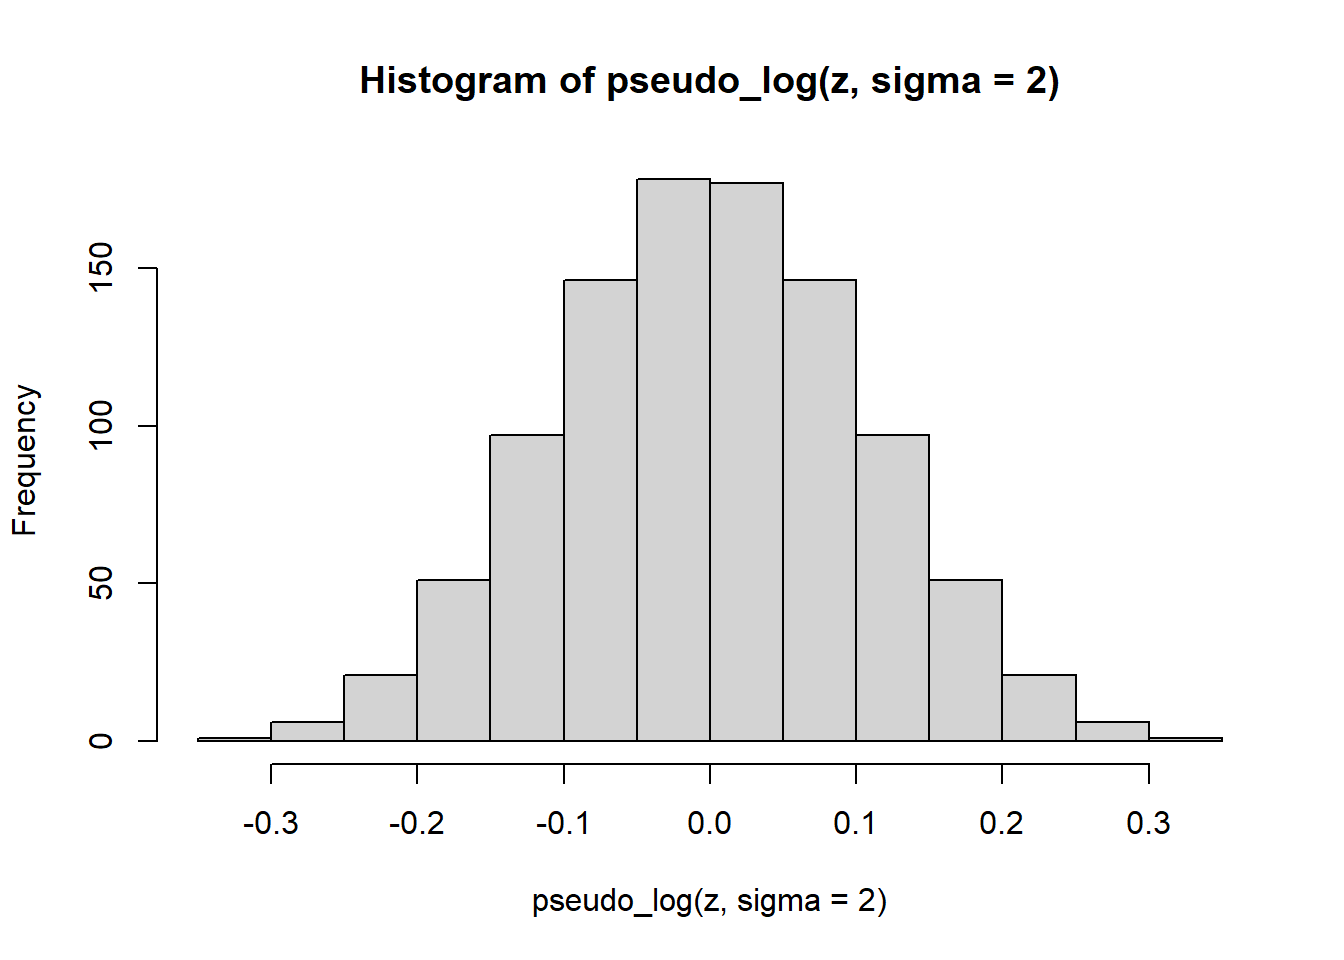 Histogram of pseudo_log(z, sigma = 2)
Frequency
150
100
50
0
-0.3 -0.2 -0.1 0.0 0.1 0.2 0.3
pseudo_log(z, sigma = 2)